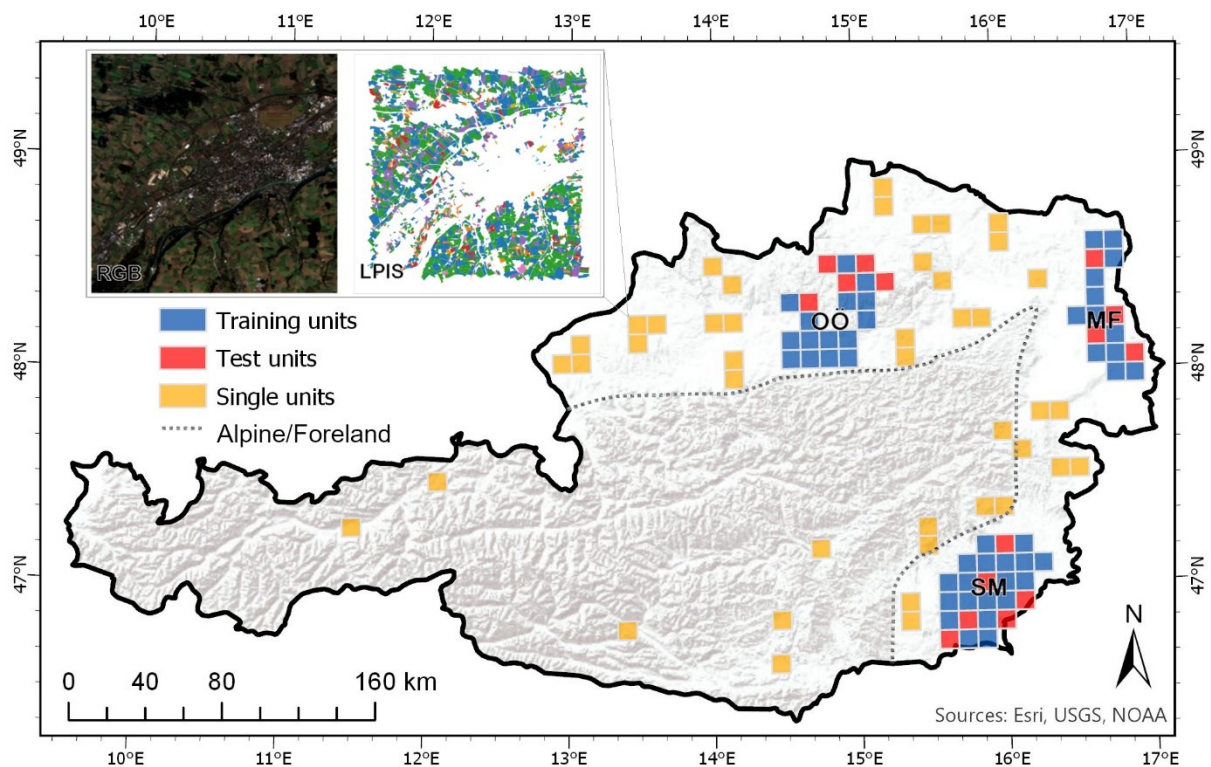 10°E 11°E 12°E 13°E 14°E 15°E 16°E 17°E
49°N 49°N
RGB LPIS
Training units
Test units
Single units
Alpine/Foreland
OÖ MF
48°N 48°N
47°N 47°N
SM
N
0 40 80 160 km
Sources: Esri, USGS, NOAA
10°E 11°E 12°E 13°E 14°E 15°E 16°E 17°E